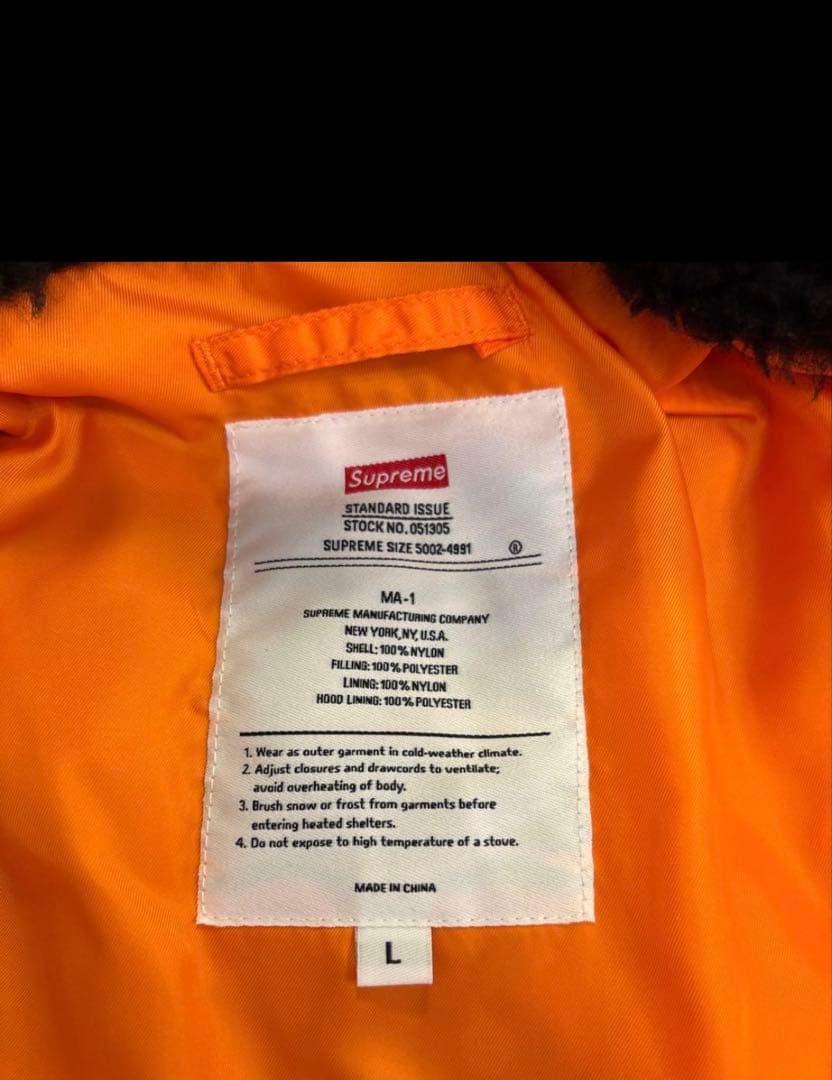 Supreme
STANDARD ISSUE
STOCK NO. 051305
SUPREME SIZE 5002-4991 ®
MA-1
SUPREME MANUFACTURING COMPANY
NEW YORK, NY, U.S.A.
SHELL: 100% NYLON
FILLING: 100% POLYESTER
LINING: 100% NYLON
HOOD LINING: 100% POLYESTER
1. Wear as outer garment in cold-weather climate.
2. Adjust closures and drawcords to ventilate;
avoid overheating of body.
3. Brush snow or frost from garments before
entering heated shelters.
4. Do not expose to high temperature of a stove.
MADE IN CHINA
L